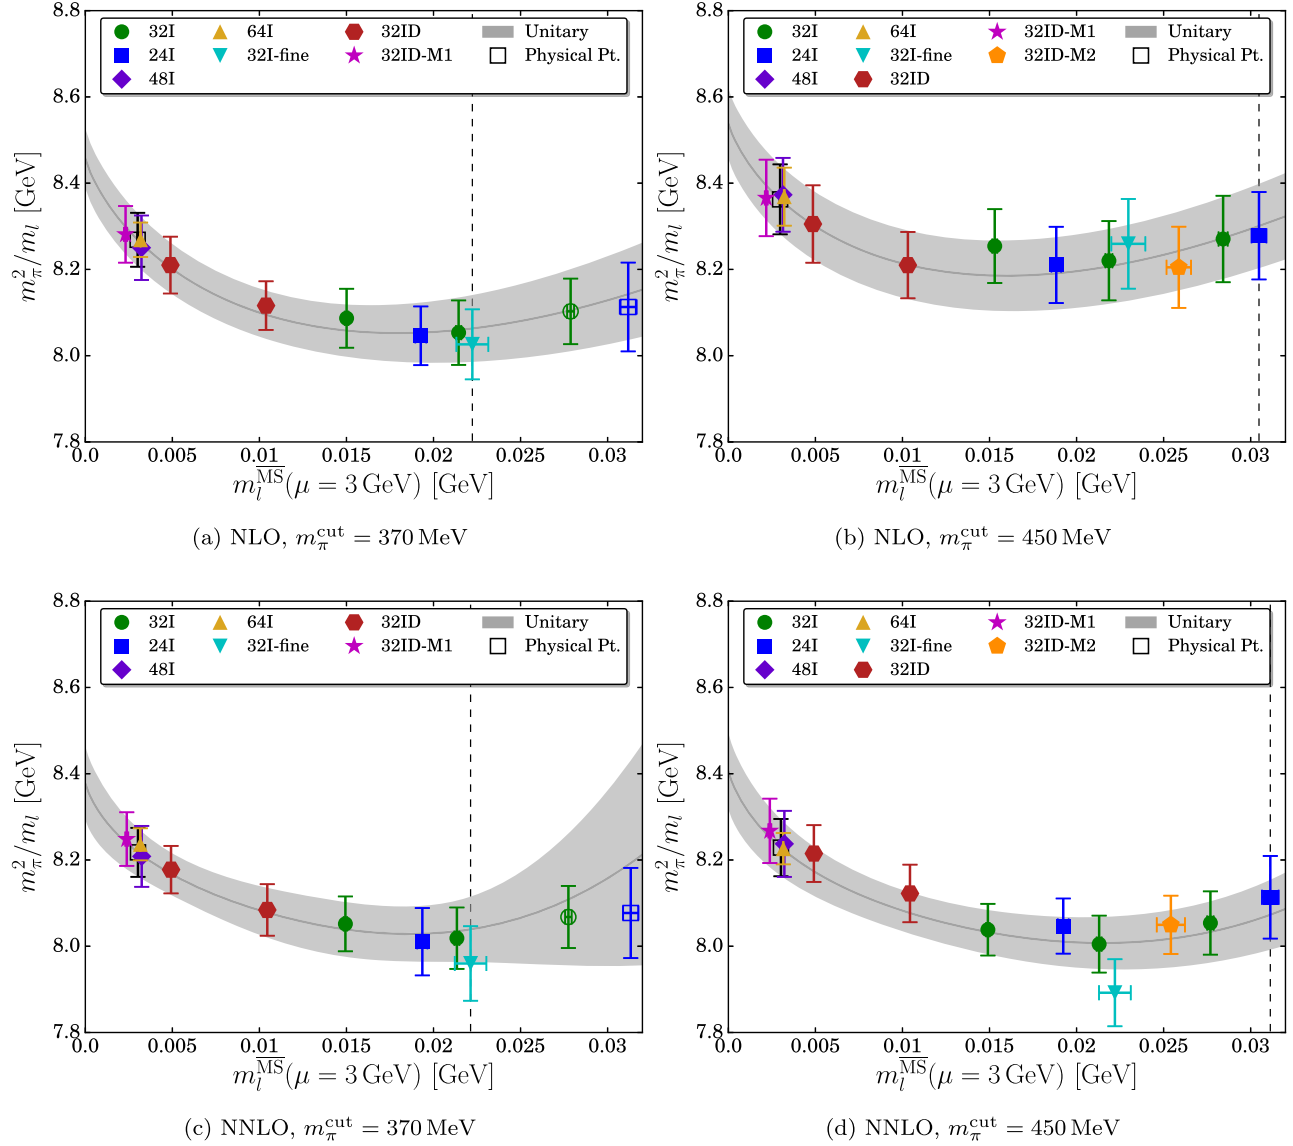 8.8
8.6
8.4
8.2
8.0
7.8
0.0 0.005 0.01 0.015 0.02 0.025 0.03
m_π^2/m_l [GeV]
m_l^{\overline{MS}}(μ = 3 GeV) [GeV]
32I 64I 32ID Unitary
24I 32I-fine 32ID-M1 Physical Pt.
48I
(a) NLO, m_π^cut = 370 MeV
8.8
8.6
8.4
8.2
8.0
7.8
0.0 0.005 0.01 0.015 0.02 0.025 0.03
m_π^2/m_l [GeV]
m_l^{\overline{MS}}(μ = 3 GeV) [GeV]
32I 64I 32ID-M1 Unitary
24I 32I-fine 32ID-M2 Physical Pt.
48I 32ID
(b) NLO, m_π^cut = 450 MeV
8.8
8.6
8.4
8.2
8.0
7.8
0.0 0.005 0.01 0.015 0.02 0.025 0.03
m_π^2/m_l [GeV]
m_l^{\overline{MS}}(μ = 3 GeV) [GeV]
32I 64I 32ID Unitary
24I 32I-fine 32ID-M1 Physical Pt.
48I
(c) NNLO, m_π^cut = 370 MeV
8.8
8.6
8.4
8.2
8.0
7.8
0.0 0.005 0.01 0.015 0.02 0.025 0.03
m_π^2/m_l [GeV]
m_l^{\overline{MS}}(μ = 3 GeV) [GeV]
32I 64I 32ID-M1 Unitary
24I 32I-fine 32ID-M2 Physical Pt.
48I 32ID
(d) NNLO, m_π^cut = 450 MeV